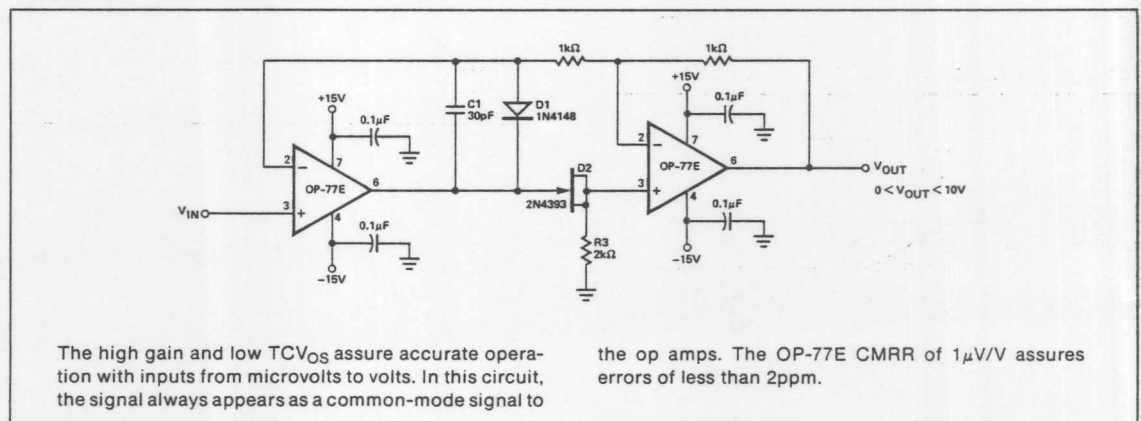 1kΩ 1kΩ
+15V +15V
C1
30pF
D1
1N4148
0.1µF 0.1µF
2 − 7 2 − 7
OP-77E 6 D2 OP-77E 6 VOUT
VIN 3 + 4 2N4393 3 + 4 0 < VOUT < 10V
0.1µF R3
2kΩ
0.1µF
−15V −15V
The high gain and low TCVOS assure accurate opera-
tion with inputs from microvolts to volts. In this circuit,
the signal always appears as a common-mode signal to
the op amps. The OP-77E CMRR of 1µV/V assures
errors of less than 2ppm.